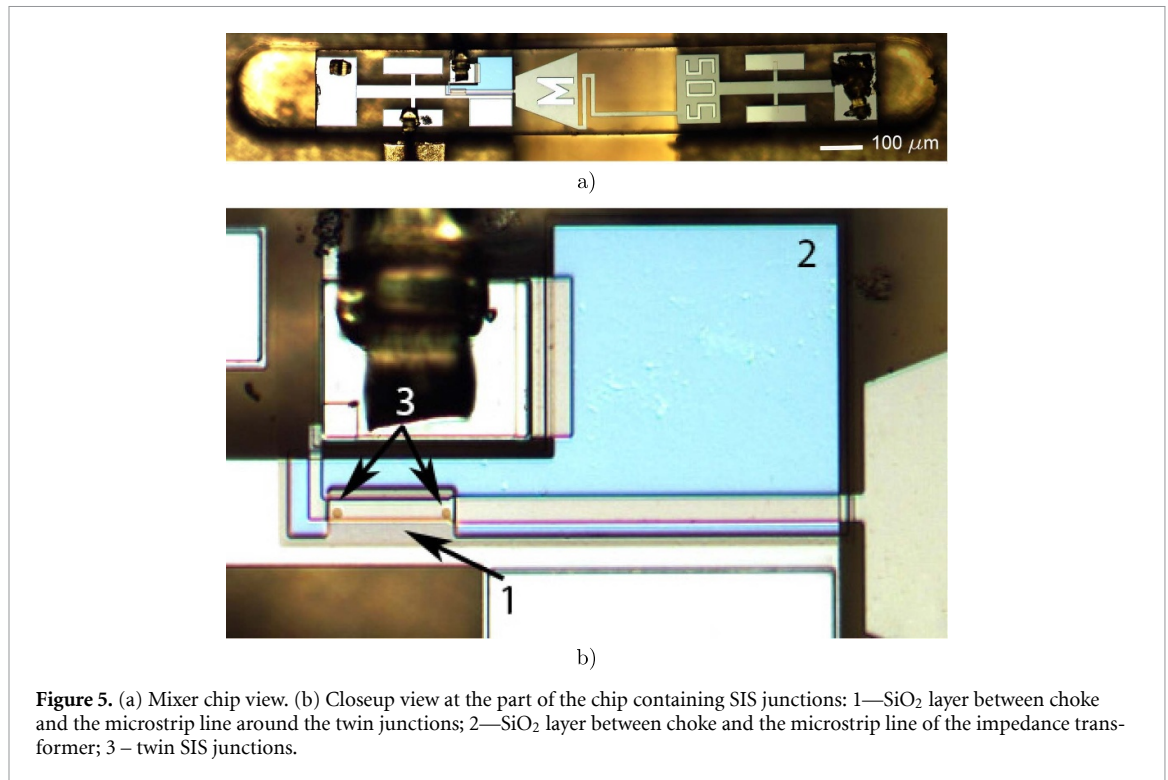 M
SOS
100 μm
a)
2
3
1
b)
Figure 5. (a) Mixer chip view. (b) Closeup view at the part of the chip containing SIS junctions: 1—SiO₂ layer between choke
and the microstrip line around the twin junctions; 2—SiO₂ layer between choke and the microstrip line of the impedance trans-
former; 3 – twin SIS junctions.